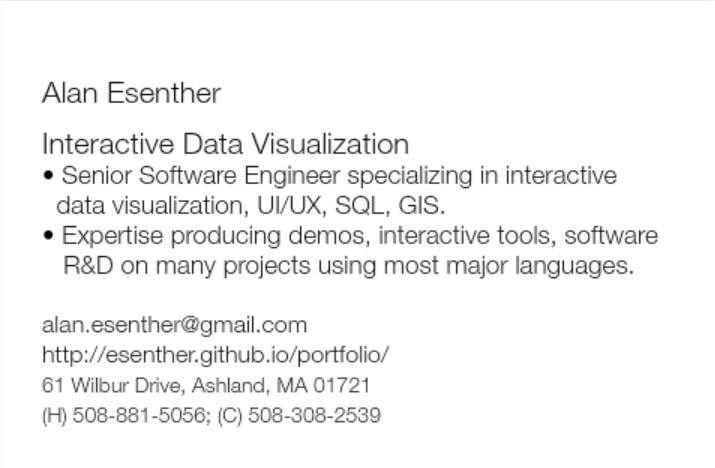 Alan Esenther
Interactive Data Visualization
• Senior Software Engineer specializing in interactive
data visualization, UI/UX, SQL, GIS.
• Expertise producing demos, interactive tools, software
R&D on many projects using most major languages.
alan.esenther@gmail.com
http://esenther.github.io/portfolio/
61 Wilbur Drive, Ashland, MA 01721
(H) 508-881-5056; (C) 508-308-2539